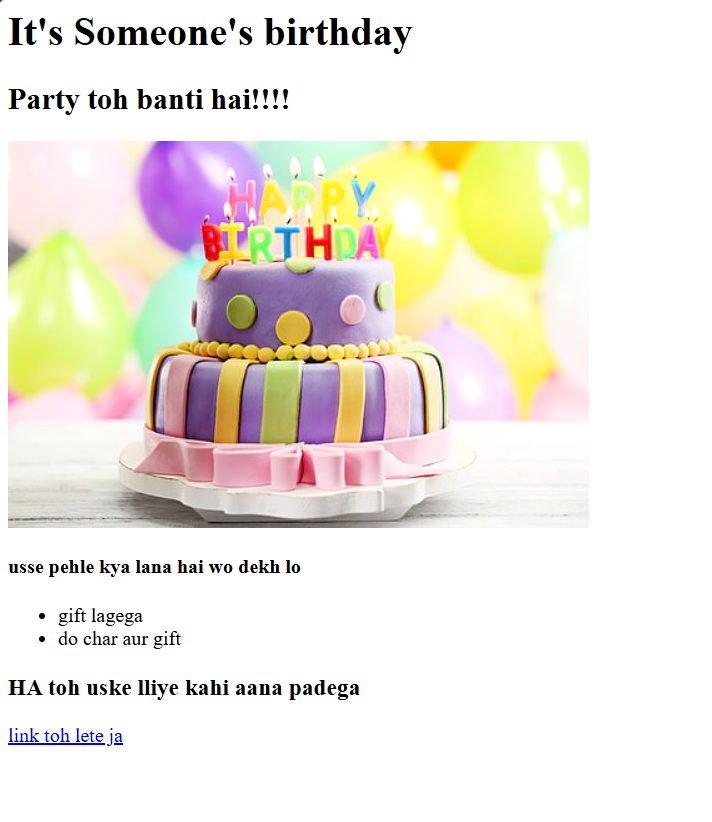 It's Someone's birthday
Party toh banti hai!!!!
HAPPY
BIRTHDAY
usse pehle kya lana hai wo dekh lo
gift lagega
do char aur gift
HA toh uske lliye kahi aana padega
link toh lete ja